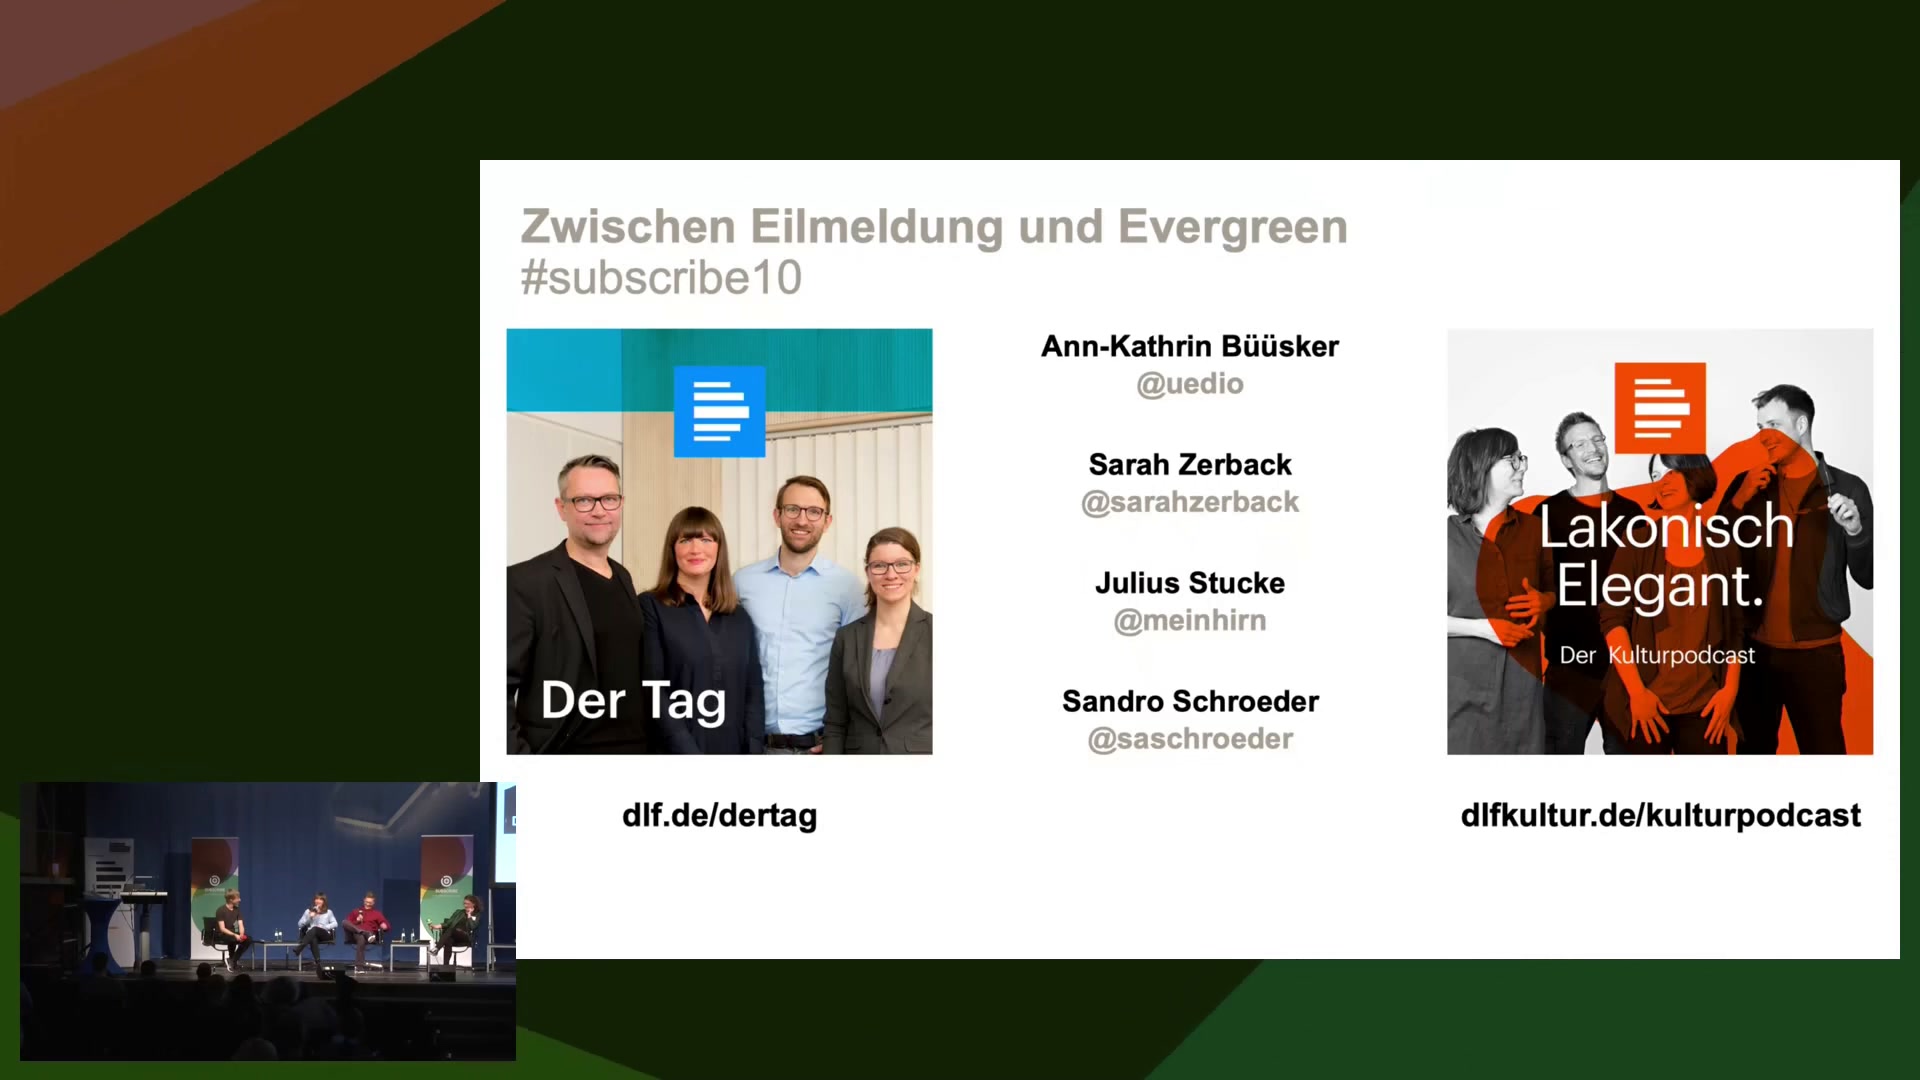 Zwischen Eilmeldung und Evergreen
#subscribe10
Der Tag
dlf.de/dertag
Ann-Kathrin Büüsker
@uedio
Sarah Zerback
@sarahzerback
Julius Stucke
@meinhirn
Sandro Schroeder
@saschroeder
Lakonisch
Elegant.
Der Kulturpodcast
dlfkultur.de/kulturpodcast